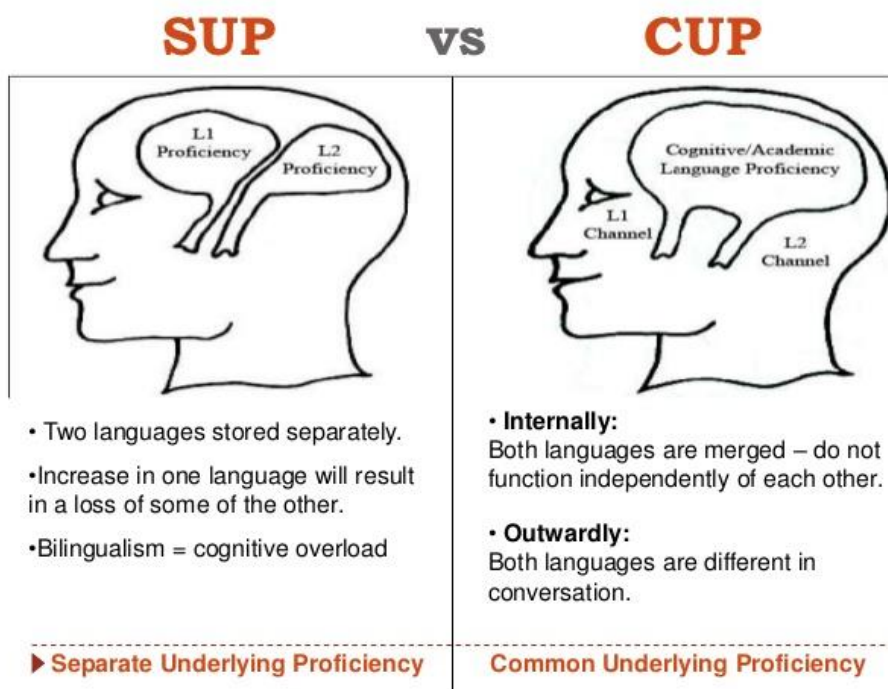 SUP vs CUP
L1
Proficiency
L2
Proficiency
• Two languages stored separately.
•Increase in one language will result
in a loss of some of the other.
•Bilingualism = cognitive overload
Separate Underlying Proficiency
Cognitive/Academic
Language Proficiency
L1
Channel
L2
Channel
• Internally:
Both languages are merged – do not
function independently of each other.
• Outwardly:
Both languages are different in
conversation.
Common Underlying Proficiency